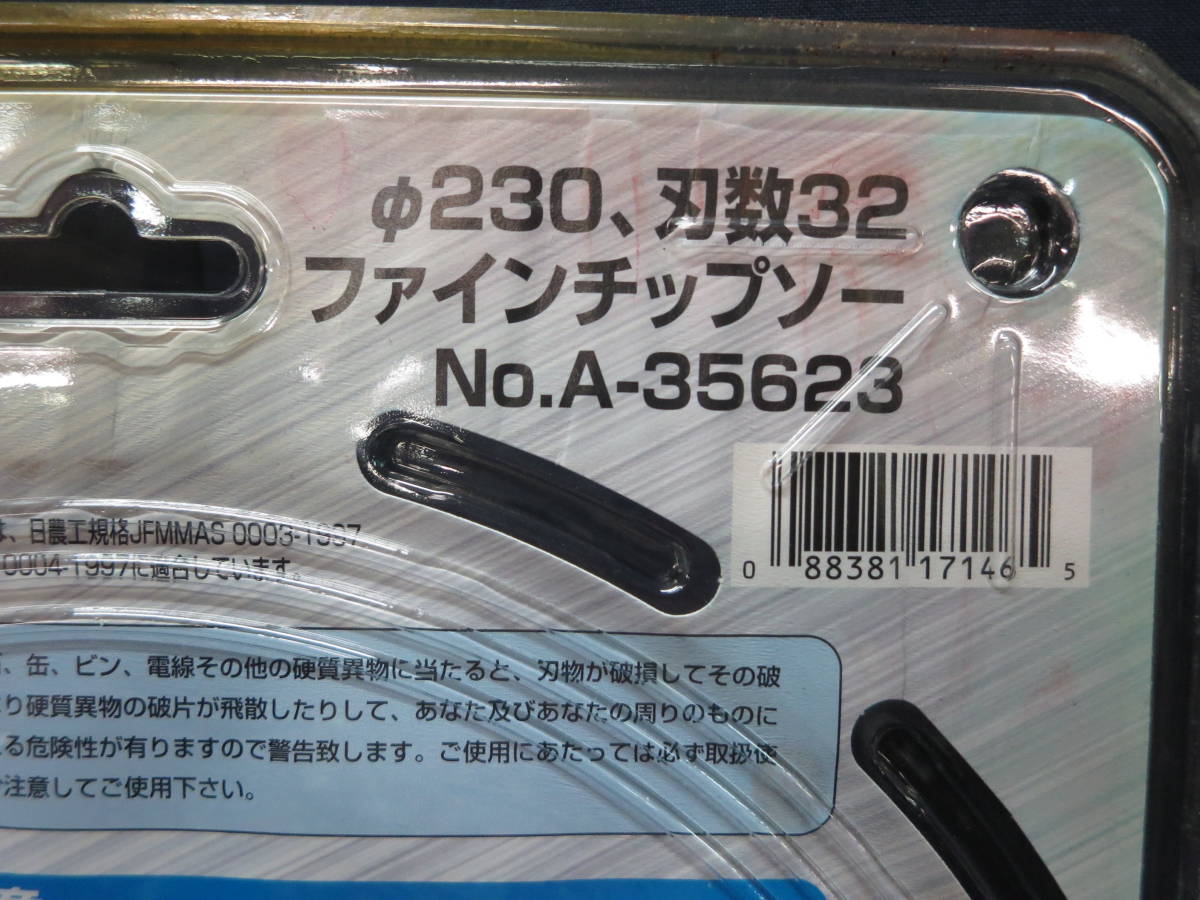 φ230、刃数32
ファインチップソー
No.A-35623
0 88381 17146 5
は、日農工規格JFMMAS 0003-1997
0004-1997に適合しています。
、缶、ビン、電線その他の硬質異物に当たると、刃物が破損してその破
り硬質異物の破片が飛散したりして、あなた及びあなたの周りのものに
る危険性が有りますので警告致します。ご使用にあたっては必ず取扱使
注意してご使用下さい。